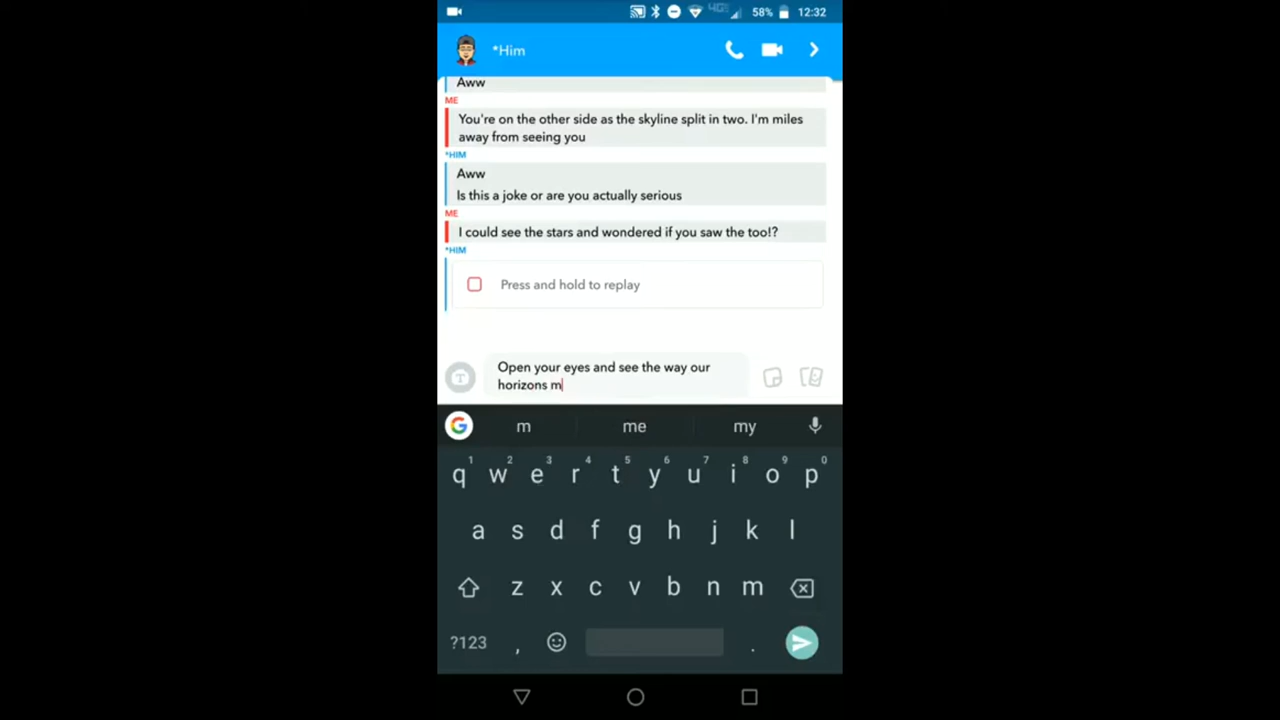 4G 58% 12:32
*Him
Aww
ME
You're on the other side as the skyline split in two. I'm miles
away from seeing you
*HIM
Aww
Is this a joke or are you actually serious
ME
I could see the stars and wondered if you saw the too!?
*HIM
Press and hold to replay
T
Open your eyes and see the way our
horizons m
G m me my
1 2 3 4 5 6 7 8 9 0
q w e r t y u i o p
a s d f g h j k l
z x c v b n m
?123 , .